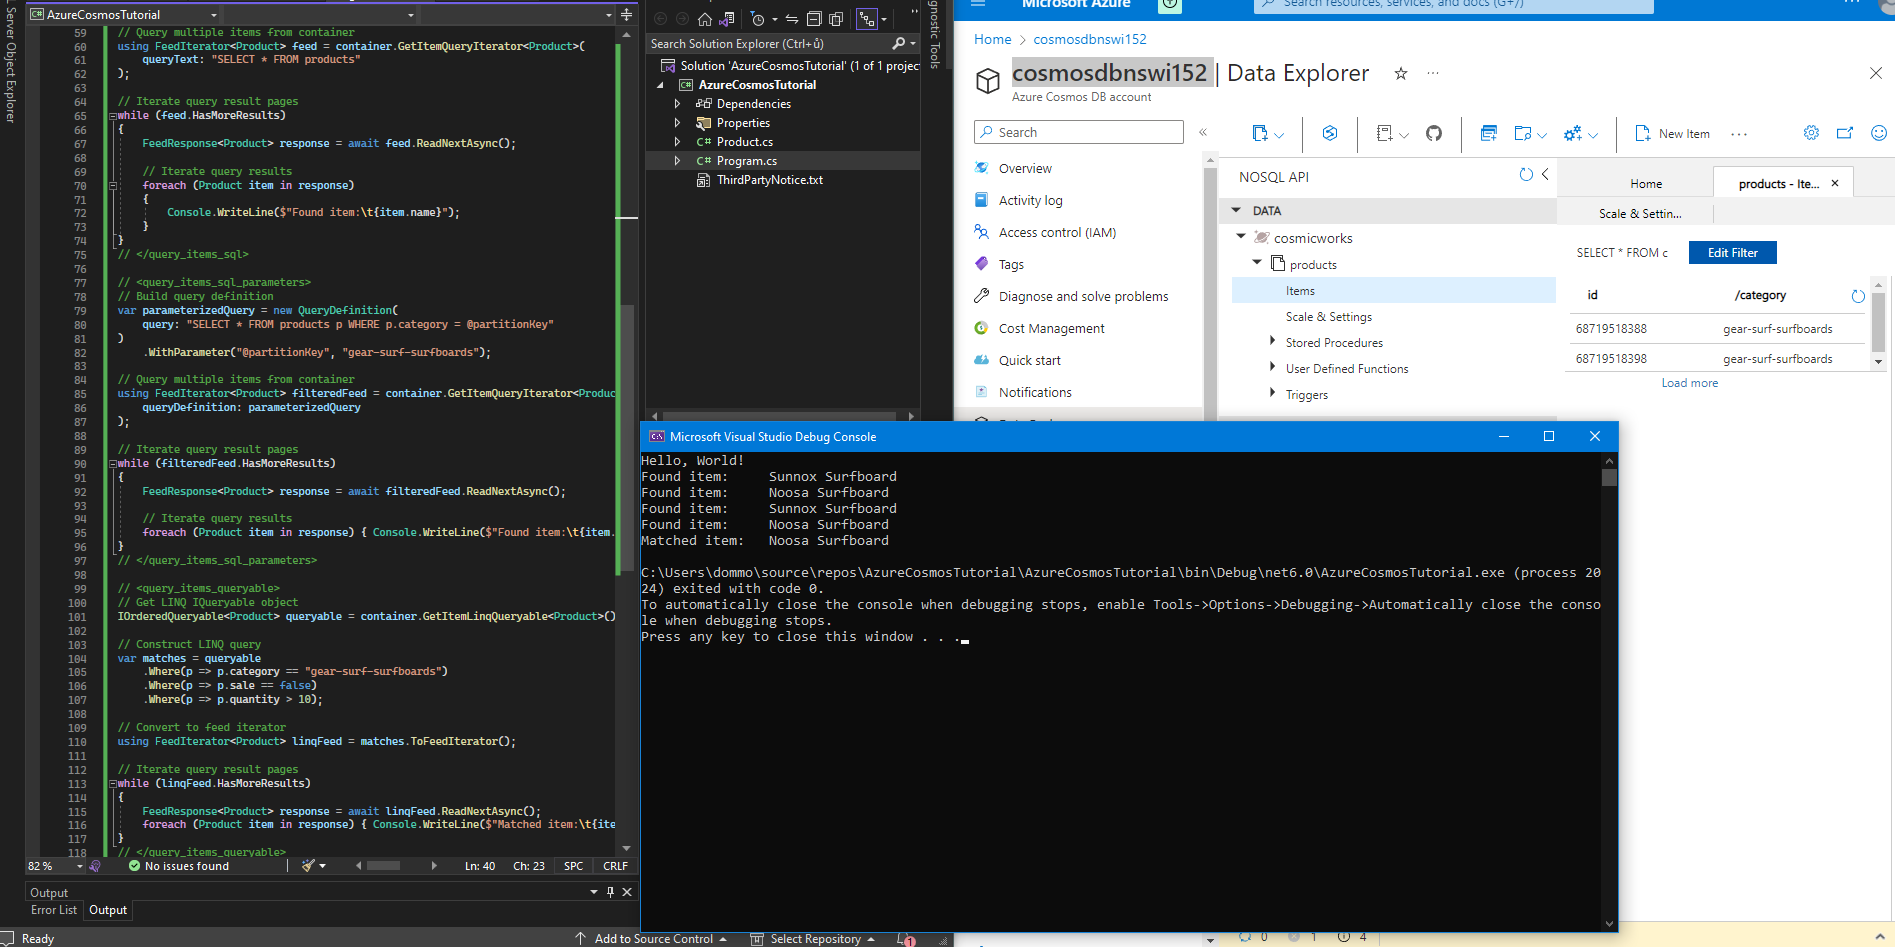 AzureCosmosTutorial
59 // Query multiple items from container
60 using FeedIterator<Product> feed = container.GetItemQueryIterator<Product>(
61 queryText: "SELECT * FROM products"
62 );
63
64 // Iterate query result pages
65 while (feed.HasMoreResults)
66 {
67 FeedResponse<Product> response = await feed.ReadNextAsync();
68
69 // Iterate query results
70 foreach (Product item in response)
71 {
72 Console.WriteLine($"Found item:\t{item.name}");
73 }
74 }
75 // </query_items_sql>
76
77 // <query_items_sql_parameters>
78 // Build query definition
79 var parameterizedQuery = new QueryDefinition(
80 query: "SELECT * FROM products p WHERE p.category = @partitionKey"
81 )
82 .WithParameter("@partitionKey", "gear-surf-surfboards");
83
84 // Query multiple items from container
85 using FeedIterator<Product> filteredFeed = container.GetItemQueryIterator<Produc
86 queryDefinition: parameterizedQuery
87 );
88
89 // Iterate query result pages
90 while (filteredFeed.HasMoreResults)
91 {
92 FeedResponse<Product> response = await filteredFeed.ReadNextAsync();
93
94 // Iterate query results
95 foreach (Product item in response) { Console.WriteLine($"Found item:\t{item.
96 }
97 // </query_items_sql_parameters>
98
99 // <query_items_queryable>
100 // Get LINQ IQueryable object
101 IOrderedQueryable<Product> queryable = container.GetItemLinqQueryable<Product>()
102
103 // Construct LINQ query
104 var matches = queryable
105 .Where(p => p.category == "gear-surf-surfboards")
106 .Where(p => p.sale == false)
107 .Where(p => p.quantity > 10);
108
109 // Convert to feed iterator
110 using FeedIterator<Product> linqFeed = matches.ToFeedIterator();
111
112 // Iterate query result pages
113 while (linqFeed.HasMoreResults)
114 {
115 FeedResponse<Product> response = await linqFeed.ReadNextAsync();
116 foreach (Product item in response) { Console.WriteLine($"Matched item:\t{ite
117 }
118 // </query_items_queryable>
82 % No issues found Ln: 40 Ch: 23 SPC CRLF
Output
Error List Output
Ready Add to Source Control Select Repository 1
L Server Object Explorer
Search Solution Explorer (Ctrl+ů)
Solution 'AzureCosmosTutorial' (1 of 1 project
C# AzureCosmosTutorial
Dependencies
Properties
C# Product.cs
C# Program.cs
ThirdPartyNotice.txt
gnostic Tools
Microsoft Azure
Search resources, services, and docs (G+/)
Home > cosmosdbnswi152
cosmosdbnswi152 | Data Explorer
Azure Cosmos DB account
Search
Overview
Activity log
Access control (IAM)
Tags
Diagnose and solve problems
Cost Management
Quick start
Notifications
New Item
NOSQL API
DATA
cosmicworks
products
Items
Scale & Settings
Stored Procedures
User Defined Functions
Triggers
Home
products - Ite...
Scale & Settin...
SELECT * FROM c Edit Filter
id /category
68719518388 gear-surf-surfboards
68719518398 gear-surf-surfboards
Load more
Microsoft Visual Studio Debug Console
Hello, World!
Found item: Sunnox Surfboard
Found item: Noosa Surfboard
Found item: Sunnox Surfboard
Found item: Noosa Surfboard
Matched item: Noosa Surfboard
C:\Users\dommo\source\repos\AzureCosmosTutorial\AzureCosmosTutorial\bin\Debug\net6.0\AzureCosmosTutorial.exe (process 20
24) exited with code 0.
To automatically close the console when debugging stops, enable Tools->Options->Debugging->Automatically close the conso
le when debugging stops.
Press any key to close this window . . .
0 1 4